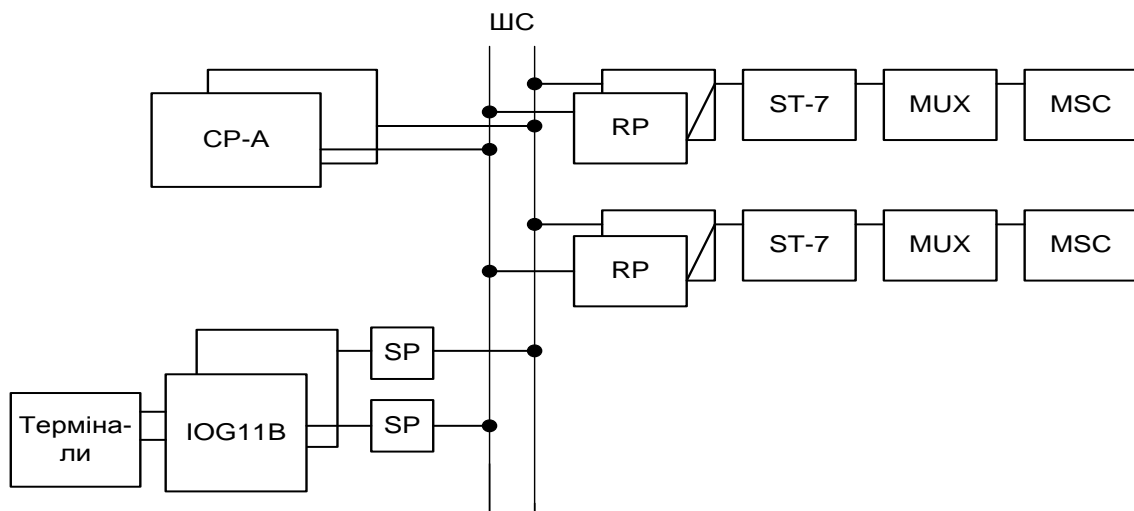 ШС
CP-A
RP
ST-7
MUX
MSC
RP
ST-7
MUX
MSC
SP
SP
IOG11B
Терміна-
ли